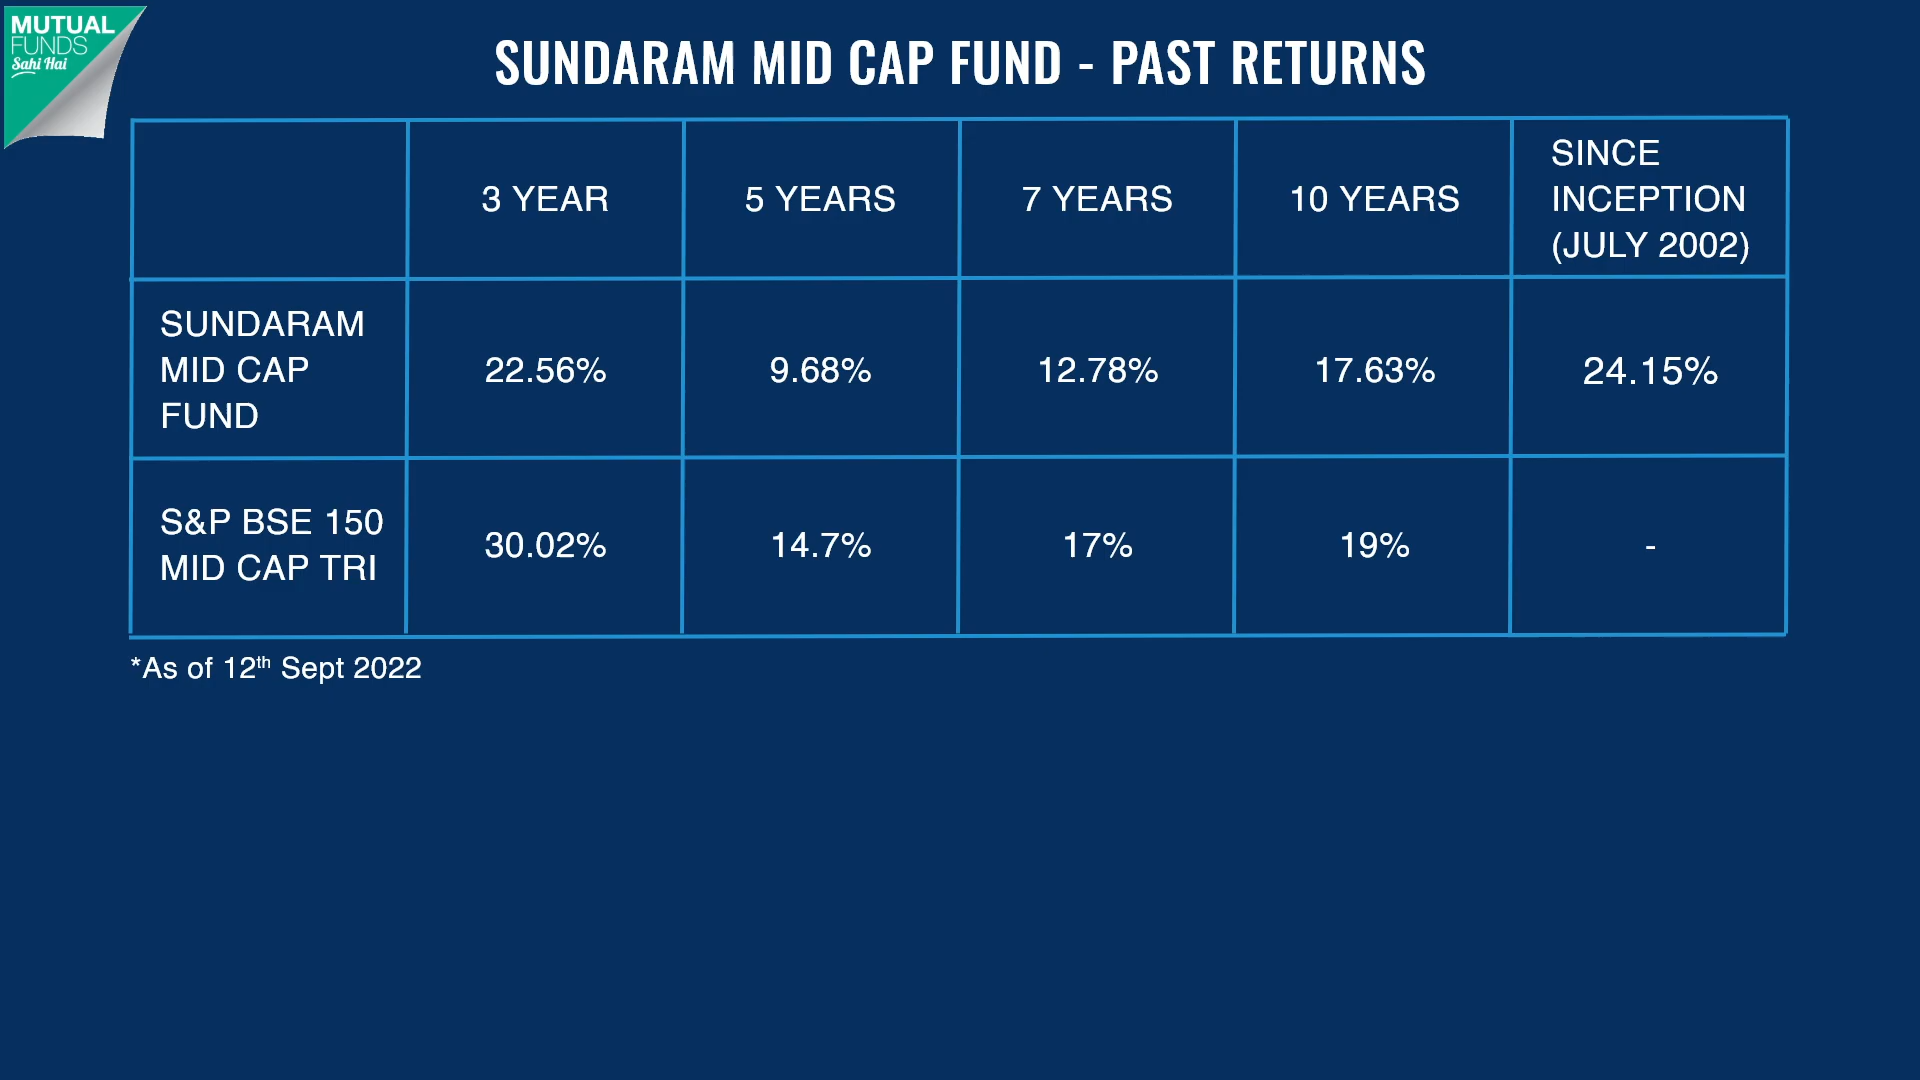 MUTUAL
FUNDS
Sahi Hai
SUNDARAM MID CAP FUND - PAST RETURNS
3 YEAR
5 YEARS
7 YEARS
10 YEARS
SINCE
INCEPTION
(JULY 2002)
SUNDARAM
MID CAP
FUND
22.56%
9.68%
12.78%
17.63%
24.15%
S&P BSE 150
MID CAP TRI
30.02%
14.7%
17%
19%
-
*As of 12th Sept 2022